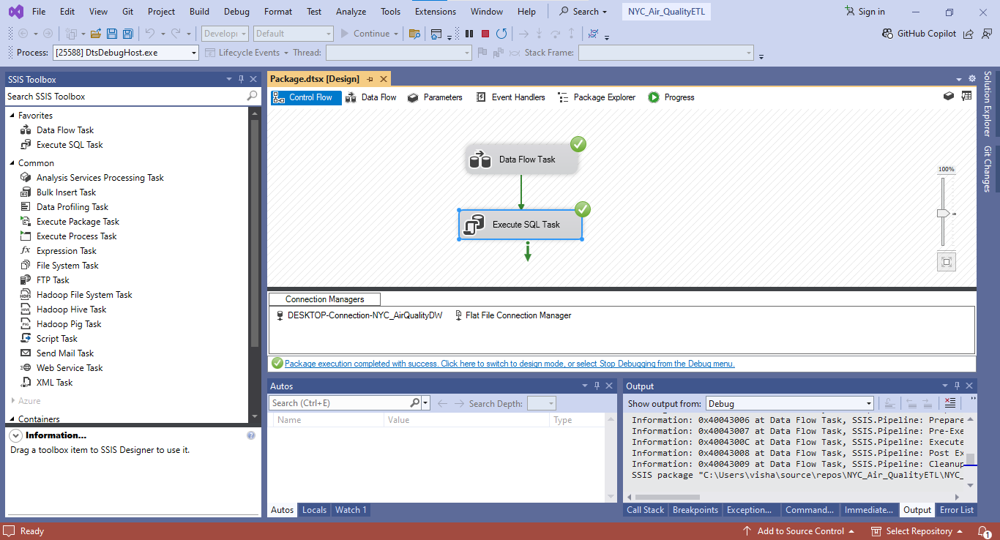 File Edit View Git Project Build Debug Format Test Analyze Tools Extensions Window Help Search NYC_Air_QualityETL Sign in
Develop Default Continue GitHub Copilot
Process: [25588] DtsDebugHost.exe Lifecycle Events Thread: Stack Frame:
SSIS Toolbox
Search SSIS Toolbox
Favorites
Data Flow Task
Execute SQL Task
Common
Analysis Services Processing Task
Bulk Insert Task
Data Profiling Task
Execute Package Task
Execute Process Task
fx Expression Task
File System Task
FTP Task
Hadoop File System Task
Hadoop Hive Task
Hadoop Pig Task
Script Task
Send Mail Task
Web Service Task
XML Task
Azure
Containers
Information...
Drag a toolbox item to SSIS Designer to use it.
Package.dtsx [Design]
Control Flow Data Flow Parameters Event Handlers Package Explorer Progress
Data Flow Task
Execute SQL Task
100%
Connection Managers
DESKTOP-Connection-NYC_AirQualityDW Flat File Connection Manager
Package execution completed with success. Click here to switch to design mode, or select Stop Debugging from the Debug menu.
Solution Explorer
Git Changes
Autos
Search (Ctrl+E) Search Depth:
Name Value Type
Autos Locals Watch 1
Output
Show output from: Debug
Information: 0x40043006 at Data Flow Task, SSIS.Pipeline: Prepare
Information: 0x40043007 at Data Flow Task, SSIS.Pipeline: Pre-Exe
Information: 0x4004300C at Data Flow Task, SSIS.Pipeline: Execute
Information: 0x40043008 at Data Flow Task, SSIS.Pipeline: Post Ex
Information: 0x40043009 at Data Flow Task, SSIS.Pipeline: Cleanup
SSIS package "C:\Users\visha\source\repos\NYC_Air_QualityETL\NYC_
Call Stack Breakpoints Exception... Command... Immediate... Output Error List
Ready Add to Source Control Select Repository 1